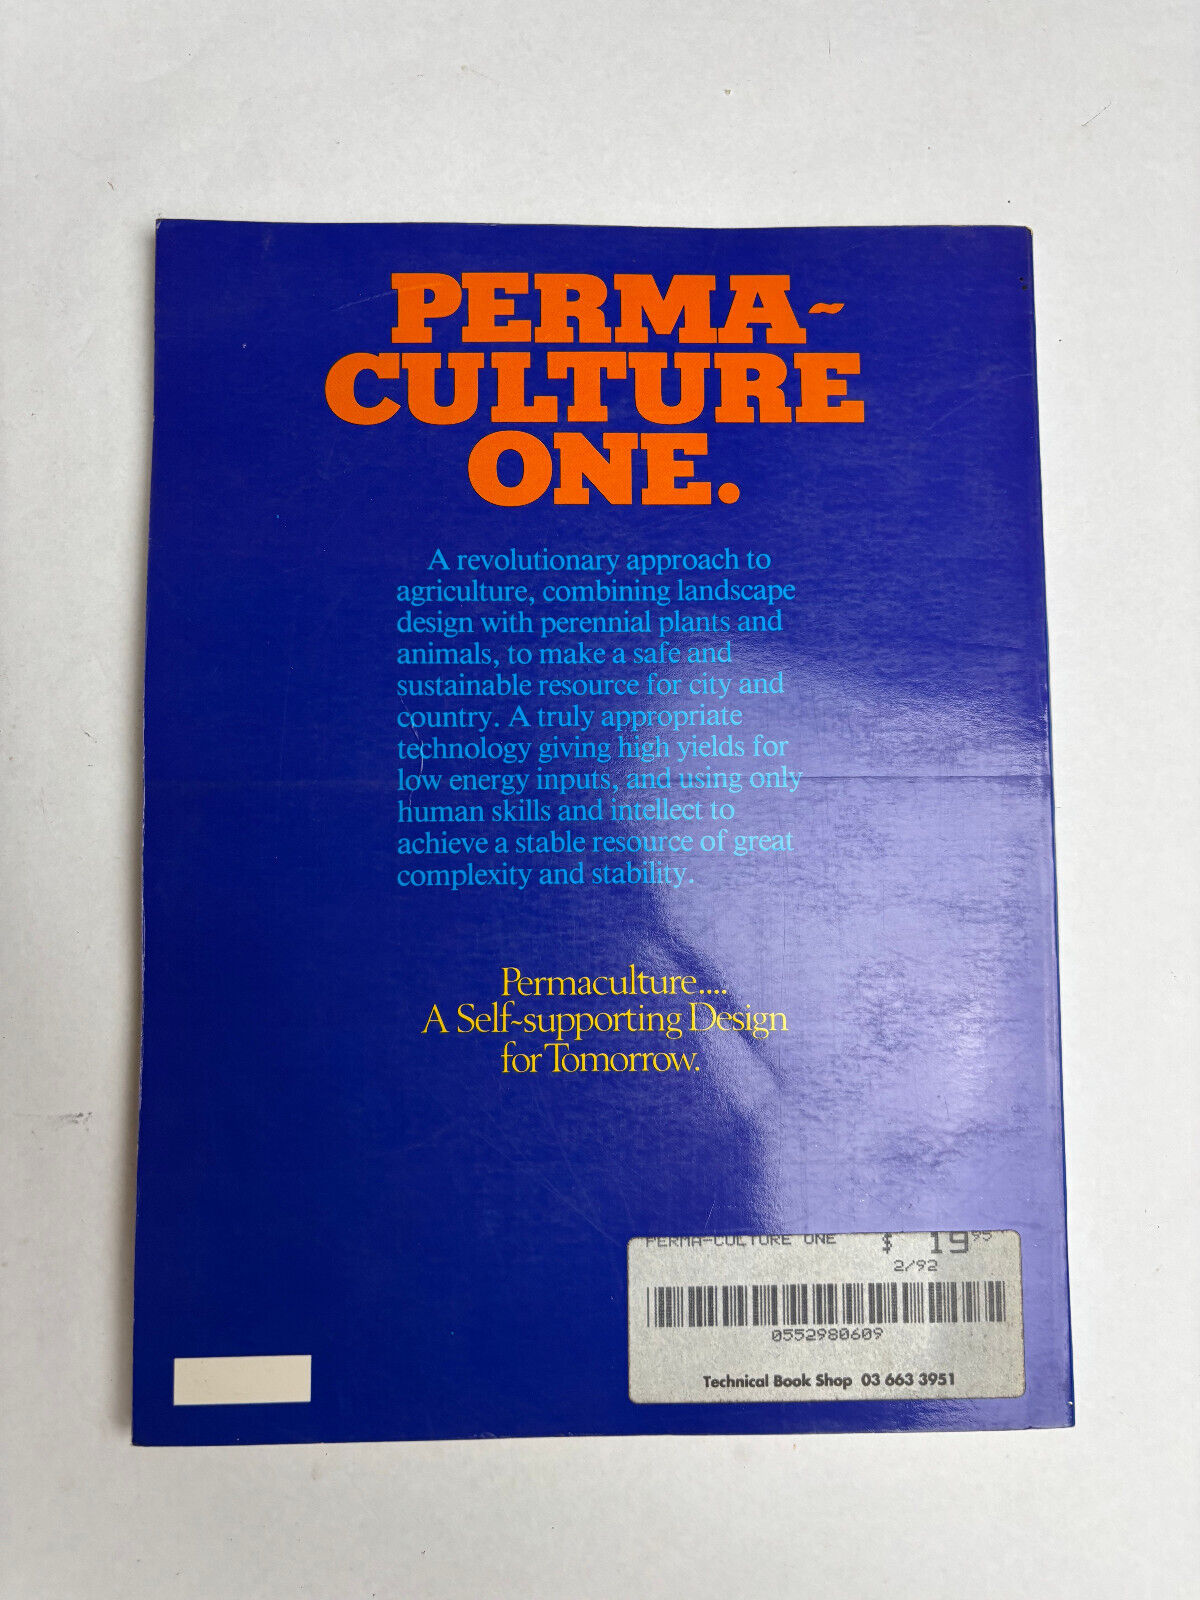 PERMA~
CULTURE
ONE.
A revolutionary approach to
agriculture, combining landscape
design with perennial plants and
animals, to make a safe and
sustainable resource for city and
country. A truly appropriate
technology giving high yields for
low energy inputs, and using only
human skills and intellect to
achieve a stable resource of great
complexity and stability.
Permaculture....
A Self~supporting Design
for Tomorrow.
PERMA-CULTURE ONE $ 19 95
2/92
0552980609
Technical Book Shop 03 663 3951